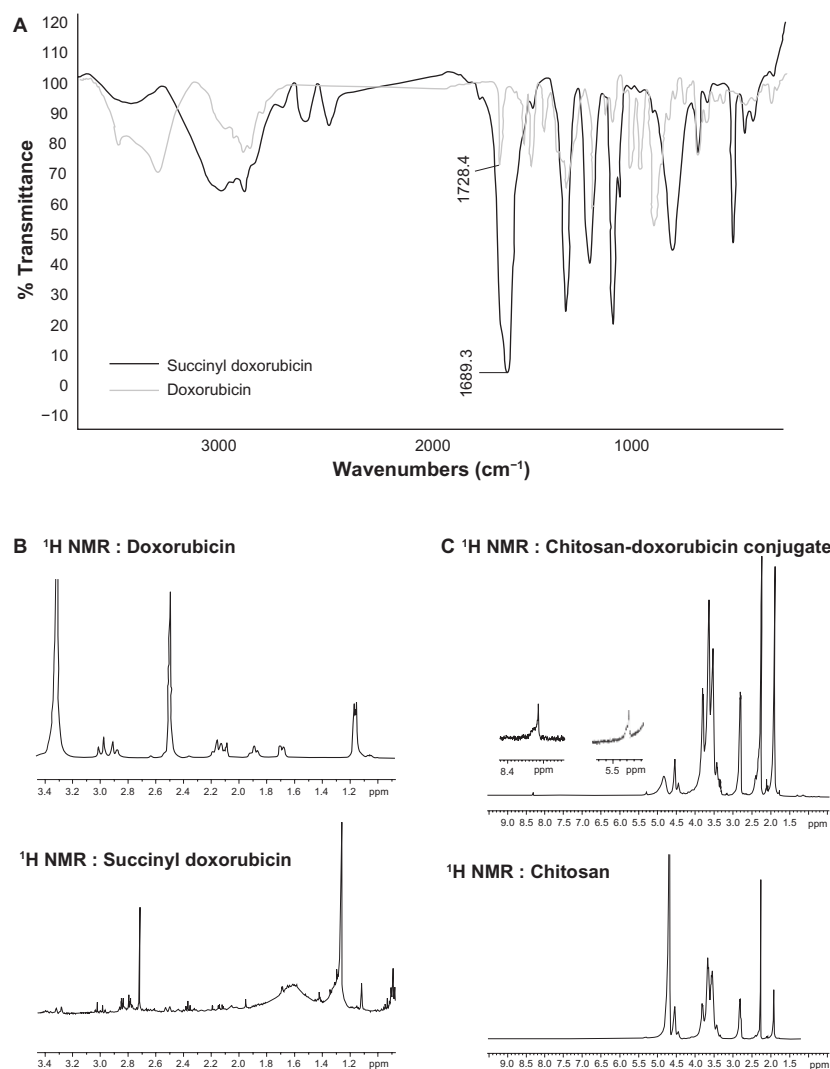 A
120
110
100
90
80
70
60
50
40
30
20
10
0
−10
% Transmittance
1728.4
1689.3
Succinyl doxorubicin
Doxorubicin
3000 2000 1000
Wavenumbers (cm⁻¹)
B ¹H NMR : Doxorubicin
3.4 3.2 3.0 2.8 2.6 2.4 2.2 2.0 1.8 1.6 1.4 1.2 ppm
¹H NMR : Succinyl doxorubicin
3.4 3.2 3.0 2.8 2.6 2.4 2.2 2.0 1.8 1.6 1.4 1.2 ppm
C ¹H NMR : Chitosan-doxorubicin conjugate
8.4 ppm
5.5 ppm
9.0 8.5 8.0 7.5 7.0 6.5 6.0 5.5 5.0 4.5 4.0 3.5 3.0 2.5 2.0 1.5 ppm
¹H NMR : Chitosan
9.0 8.5 8.0 7.5 7.0 6.5 6.0 5.5 5.0 4.5 4.0 3.5 3.0 2.5 2.0 1.5 ppm